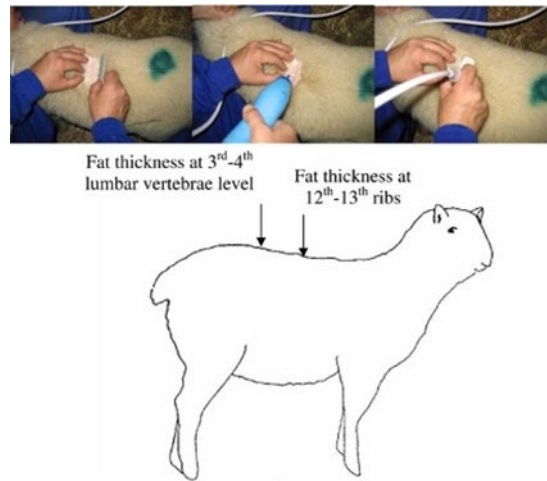 Fat thickness at 3rd-4th
lumbar vertebrae level
Fat thickness at
12th-13th ribs